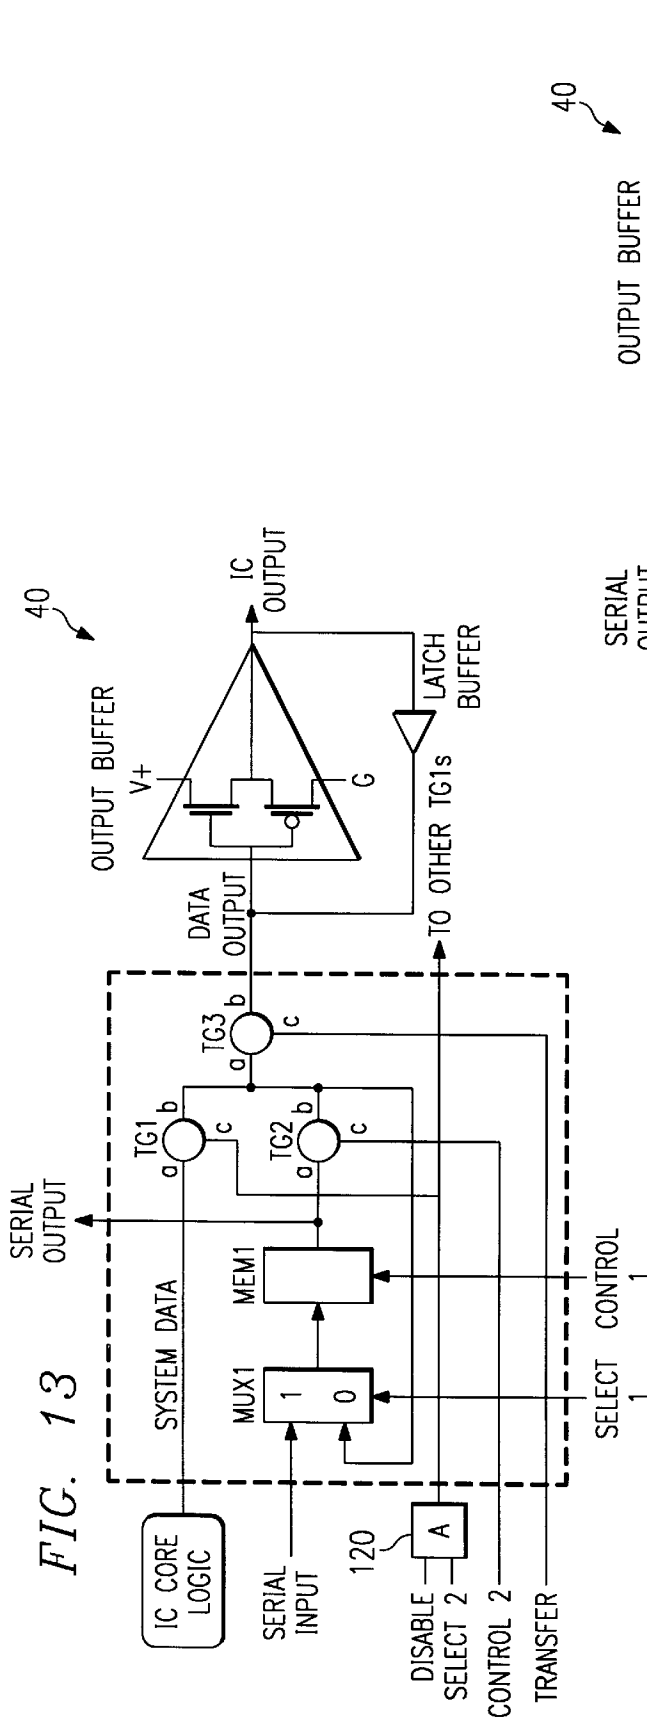 FIG. 13
40
IC CORE
LOGIC
SYSTEM DATA
SERIAL
OUTPUT
TG1
a
b
c
TG2
a
b
c
TG3
a
b
c
DATA
OUTPUT
OUTPUT BUFFER
V+
G
IC
OUTPUT
LATCH
BUFFER
SERIAL
INPUT
MUX1
1
0
MEM1
TO OTHER TG1s
120
A
DISABLE
SELECT 2
CONTROL 2
TRANSFER
SELECT
1
CONTROL
1
40
OUTPUT BUFFER
SERIAL
OUTPUT